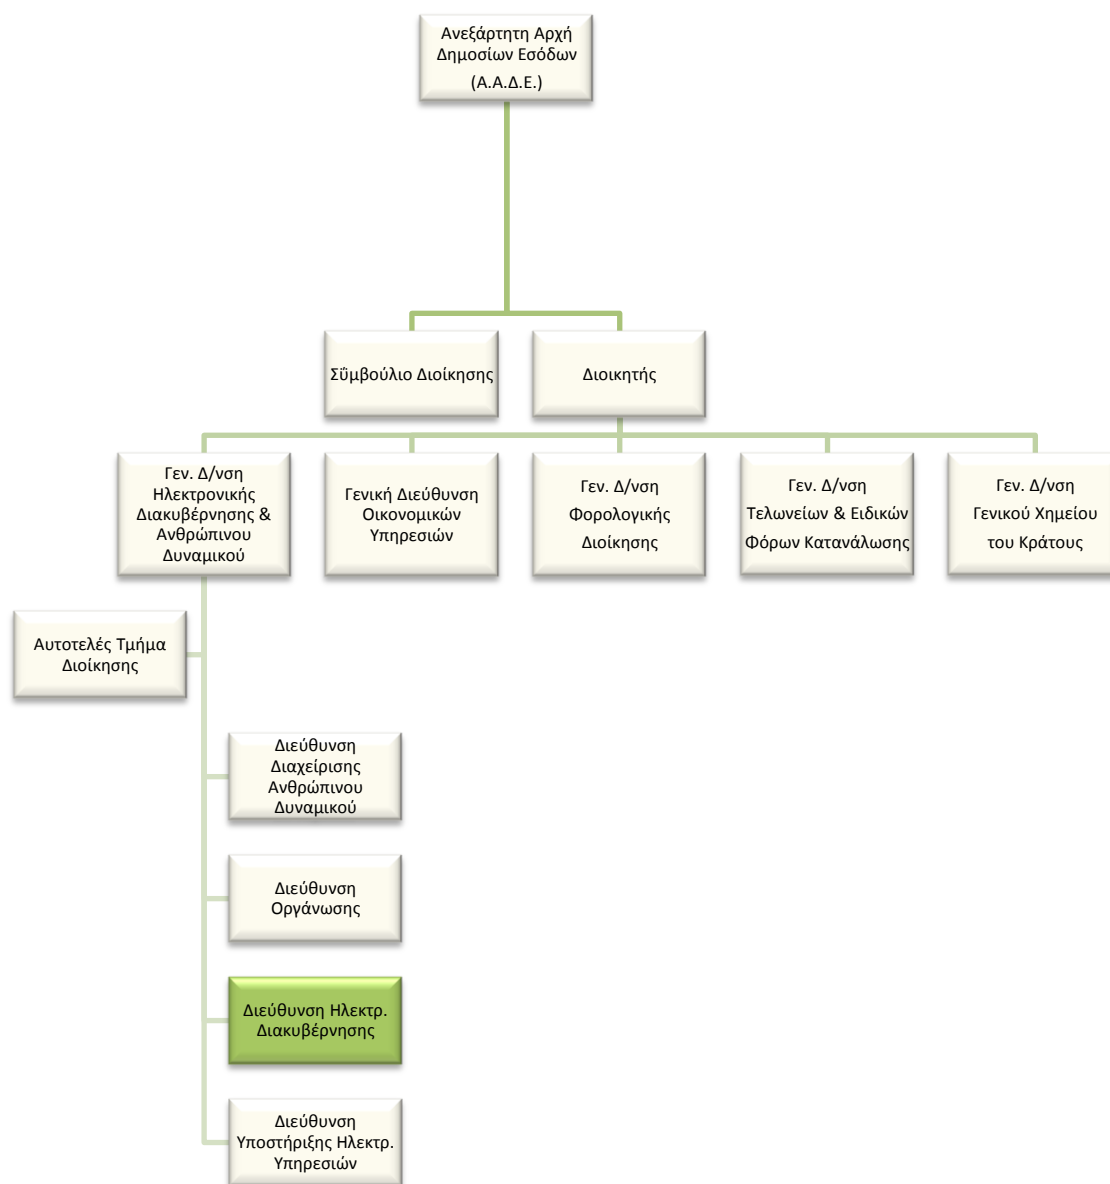 Ανεξάρτητη Αρχή
Δημοσίων Εσόδων
(Α.Α.Δ.Ε.)
Σΰμβούλιο Διοίκησης
Διοικητής
Γεν. Δ/νση
Ηλεκτρονικής
Διακυβέρνησης &
Ανθρώπινου
Δυναμικού
Γενική Διεύθυνση
Οικονομικών
Υπηρεσιών
Γεν. Δ/νση
Φορολογικής
Διοίκησης
Γεν. Δ/νση
Τελωνείων & Ειδικών
Φόρων Κατανάλωσης
Γεν. Δ/νση
Γενικού Χημείου
του Κράτους
Αυτοτελές Τμήμα
Διοίκησης
Διεύθυνση
Διαχείρισης
Ανθρώπινου
Δυναμικού
Διεύθυνση
Οργάνωσης
Διεύθυνση Ηλεκτρ.
Διακυβέρνησης
Διεύθυνση
Υποστήριξης Ηλεκτρ.
Υπηρεσιών